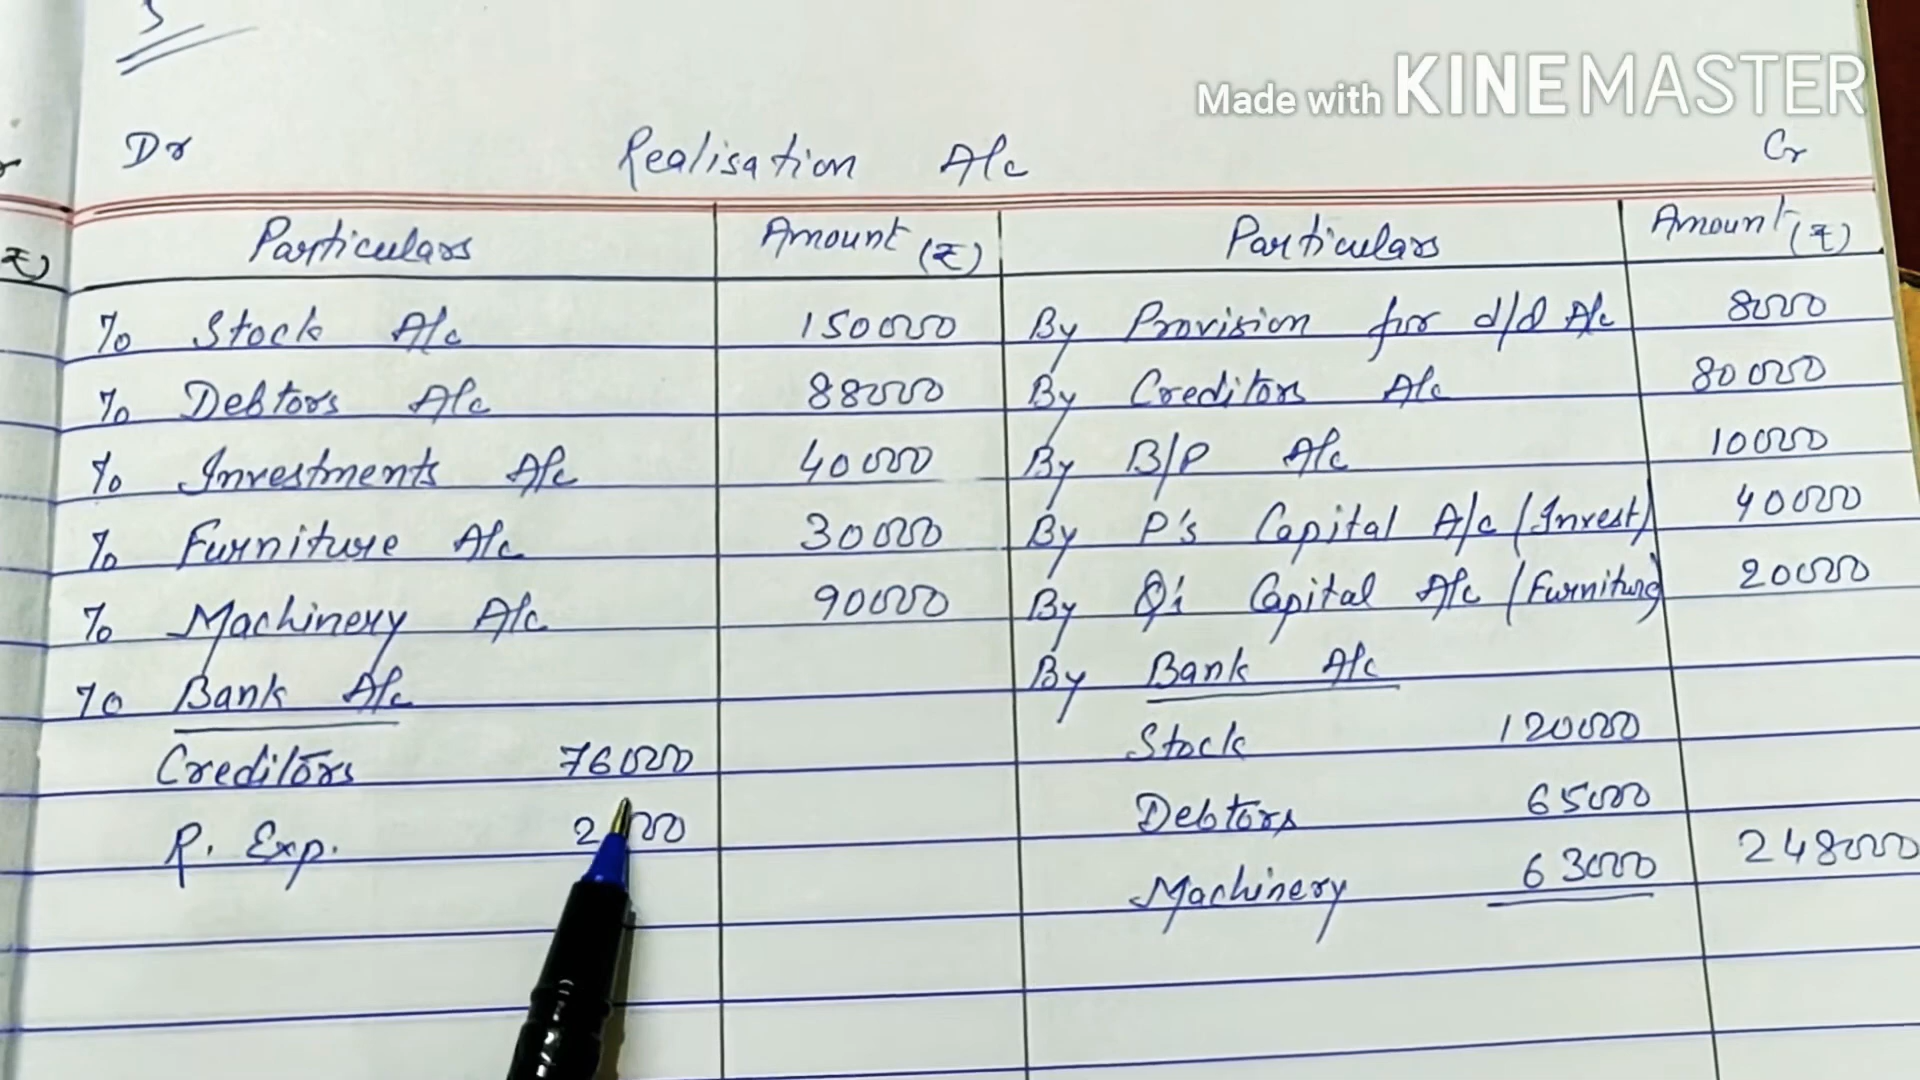 Made with KINEMASTER
Dr Realisation A/c Cr
Particulars Amount (₹) Particulars Amount (₹)
To Stock A/c 150000 By Provision for d/d A/c 8000
To Debtors A/c 88000 By Creditors A/c 80000
To Investments A/c 40000 By B/P A/c 10000
To Furniture A/c 30000 By P's Capital A/c (Invest) 40000
To Machinery A/c 90000 By Q's Capital A/c (Furniture) 20000
To Bank A/c By Bank A/c
Creditors 76000 Stock 120000
R. Exp. Debtors 65000
Machinery 63000 248000
₹)